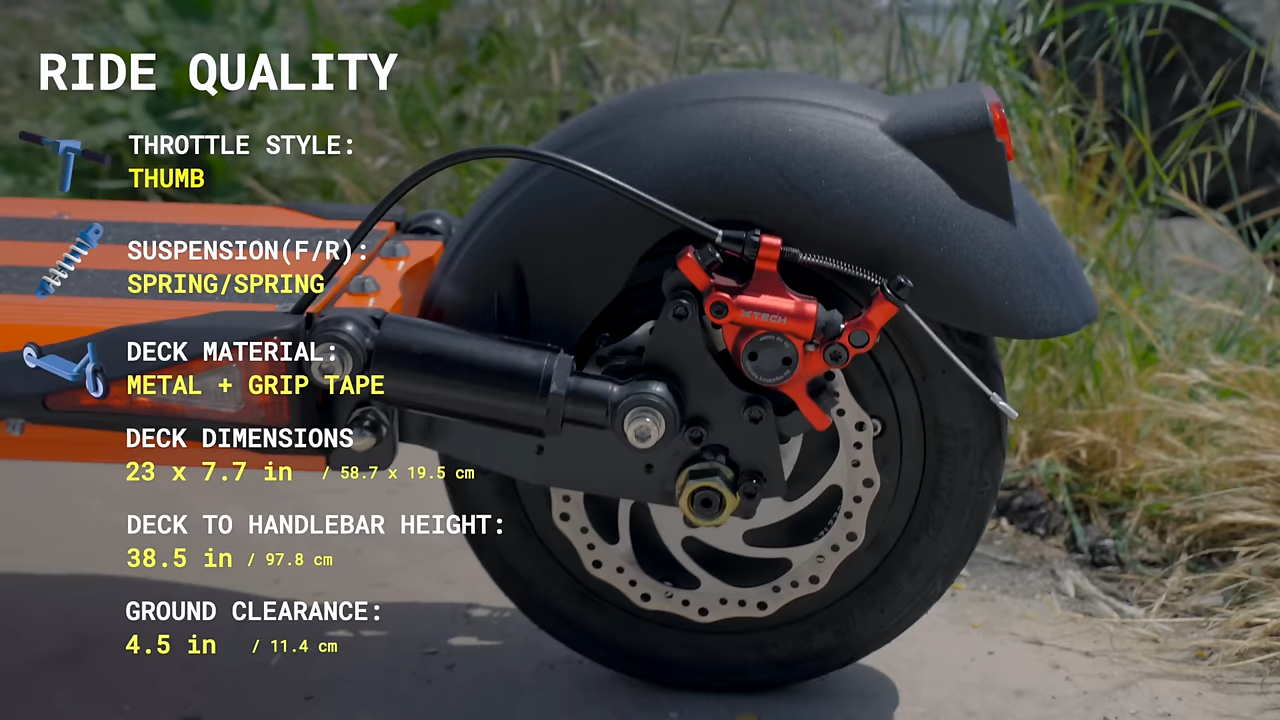 RIDE QUALITY
THROTTLE STYLE:
THUMB
SUSPENSION(F/R):
SPRING/SPRING
DECK MATERIAL:
METAL + GRIP TAPE
DECK DIMENSIONS
23 x 7.7 in / 58.7 x 19.5 cm
DECK TO HANDLEBAR HEIGHT:
38.5 in / 97.8 cm
GROUND CLEARANCE:
4.5 in / 11.4 cm
XTECH